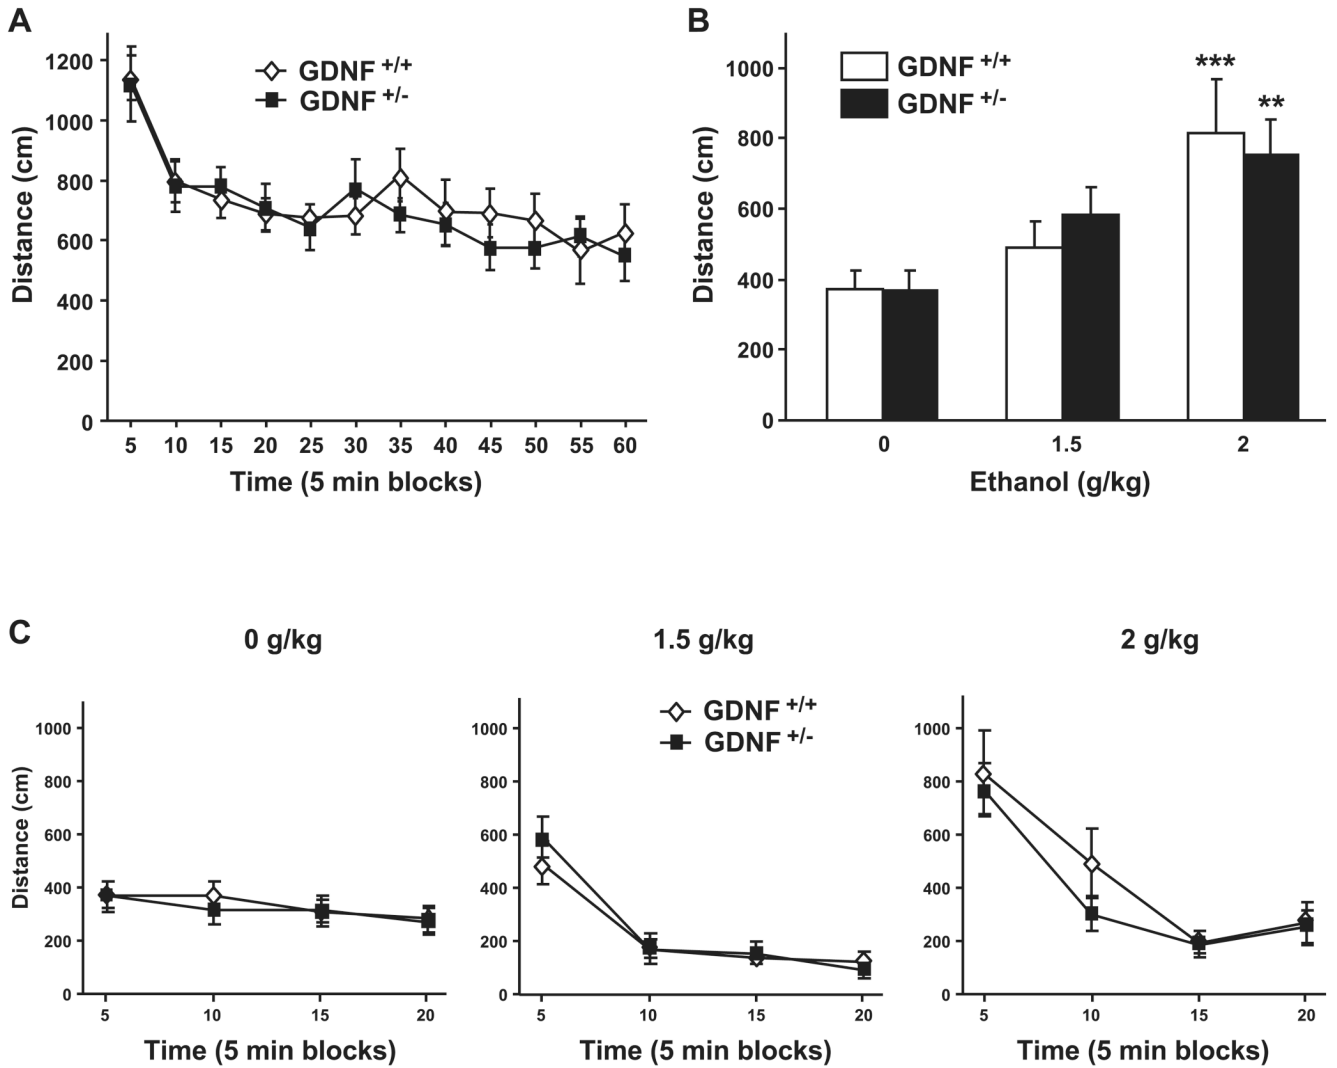 A
Distance (cm)
1200
1000
800
600
400
200
0
GDNF +/+
GDNF +/-
5 10 15 20 25 30 35 40 45 50 55 60
Time (5 min blocks)
B
Distance (cm)
1000
800
600
400
200
0
GDNF +/+
GDNF +/-
***
**
0 1.5 2
Ethanol (g/kg)
C
0 g/kg
Distance (cm)
1000
800
600
400
200
0
5 10 15 20
Time (5 min blocks)
1.5 g/kg
GDNF +/+
GDNF +/-
1000
800
600
400
200
0
5 10 15 20
Time (5 min blocks)
2 g/kg
1000
800
600
400
200
0
5 10 15 20
Time (5 min blocks)